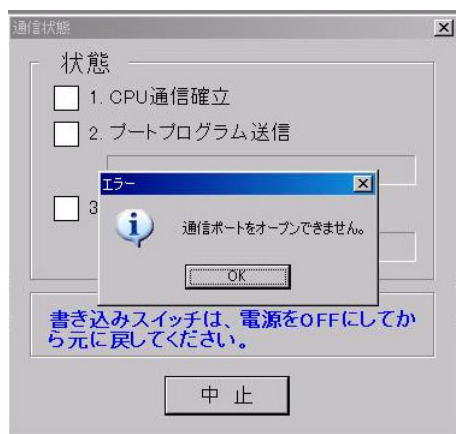 通信状態
状態
1. CPU通信確立
2. ブートプログラム送信
エラー
3
通信ポートをオープンできません。
OK
書き込みスイッチは、電源をOFFにしてか
ら元に戻してください。
中 止